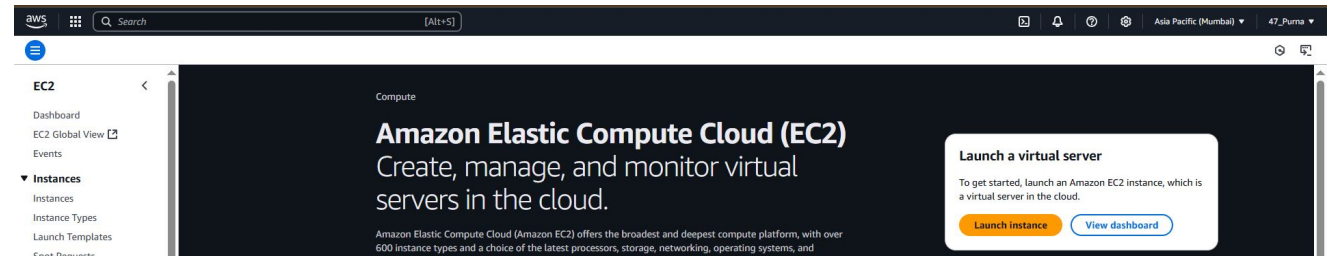 aws
Search [Alt+S]
Asia Pacific (Mumbai) ▼
47_Purna ▼
EC2
Dashboard
EC2 Global View
Events
▼ Instances
Instances
Instance Types
Launch Templates
Spot Requests
Compute
Amazon Elastic Compute Cloud (EC2)
Create, manage, and monitor virtual
servers in the cloud.
Amazon Elastic Compute Cloud (Amazon EC2) offers the broadest and deepest compute platform, with over
600 instance types and a choice of the latest processors, storage, networking, operating systems, and
Launch a virtual server
To get started, launch an Amazon EC2 instance, which is
a virtual server in the cloud.
Launch instance
View dashboard